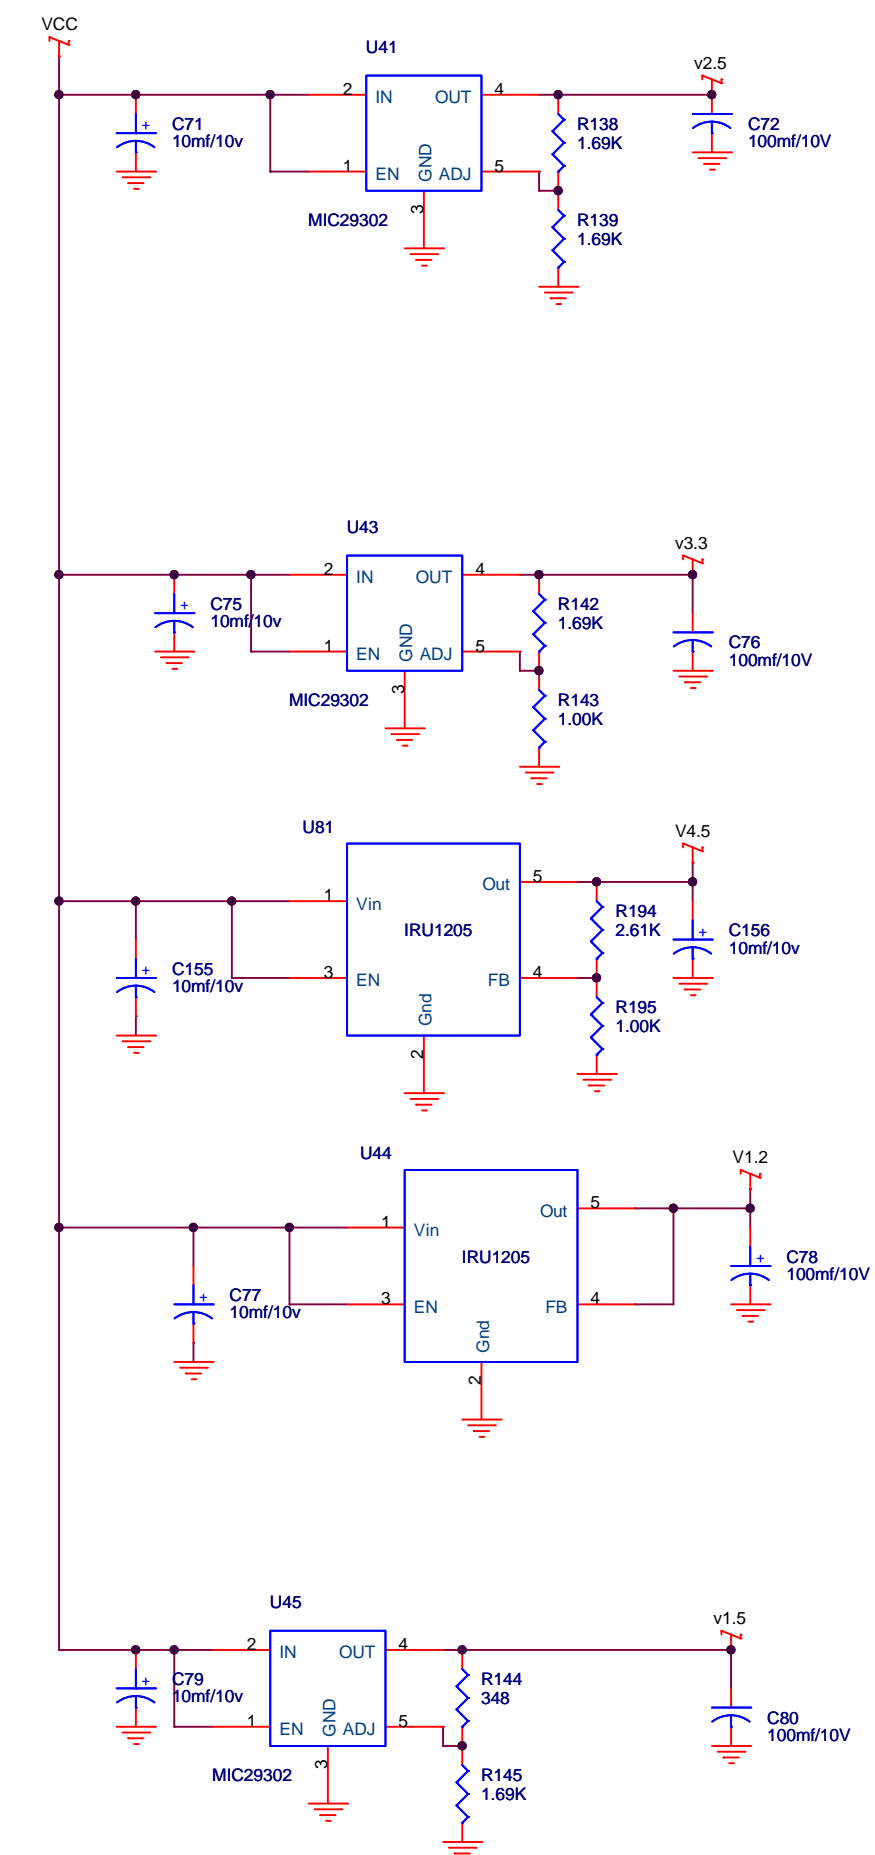 VCC
U41
v2.5
2
IN
OUT
4
C71
10mf/10v
R138
1.69K
C72
100mf/10V
1
EN
GND
ADJ
5
3
MIC29302
R139
1.69K
U43
v3.3
2
IN
OUT
4
C75
10mf/10v
R142
1.69K
C76
100mf/10V
1
EN
GND
ADJ
5
3
MIC29302
R143
1.00K
U81
V4.5
1
Vin
Out
5
IRU1205
R194
2.61K
C156
10mf/10v
C155
10mf/10v
3
EN
FB
4
Gnd
2
R195
1.00K
U44
V1.2
1
Vin
Out
5
IRU1205
C78
100mf/10V
C77
10mf/10v
3
EN
FB
4
Gnd
2
U45
v1.5
2
IN
OUT
4
C79
10mf/10v
R144
348
C80
100mf/10V
1
EN
GND
ADJ
5
3
MIC29302
R145
1.69K